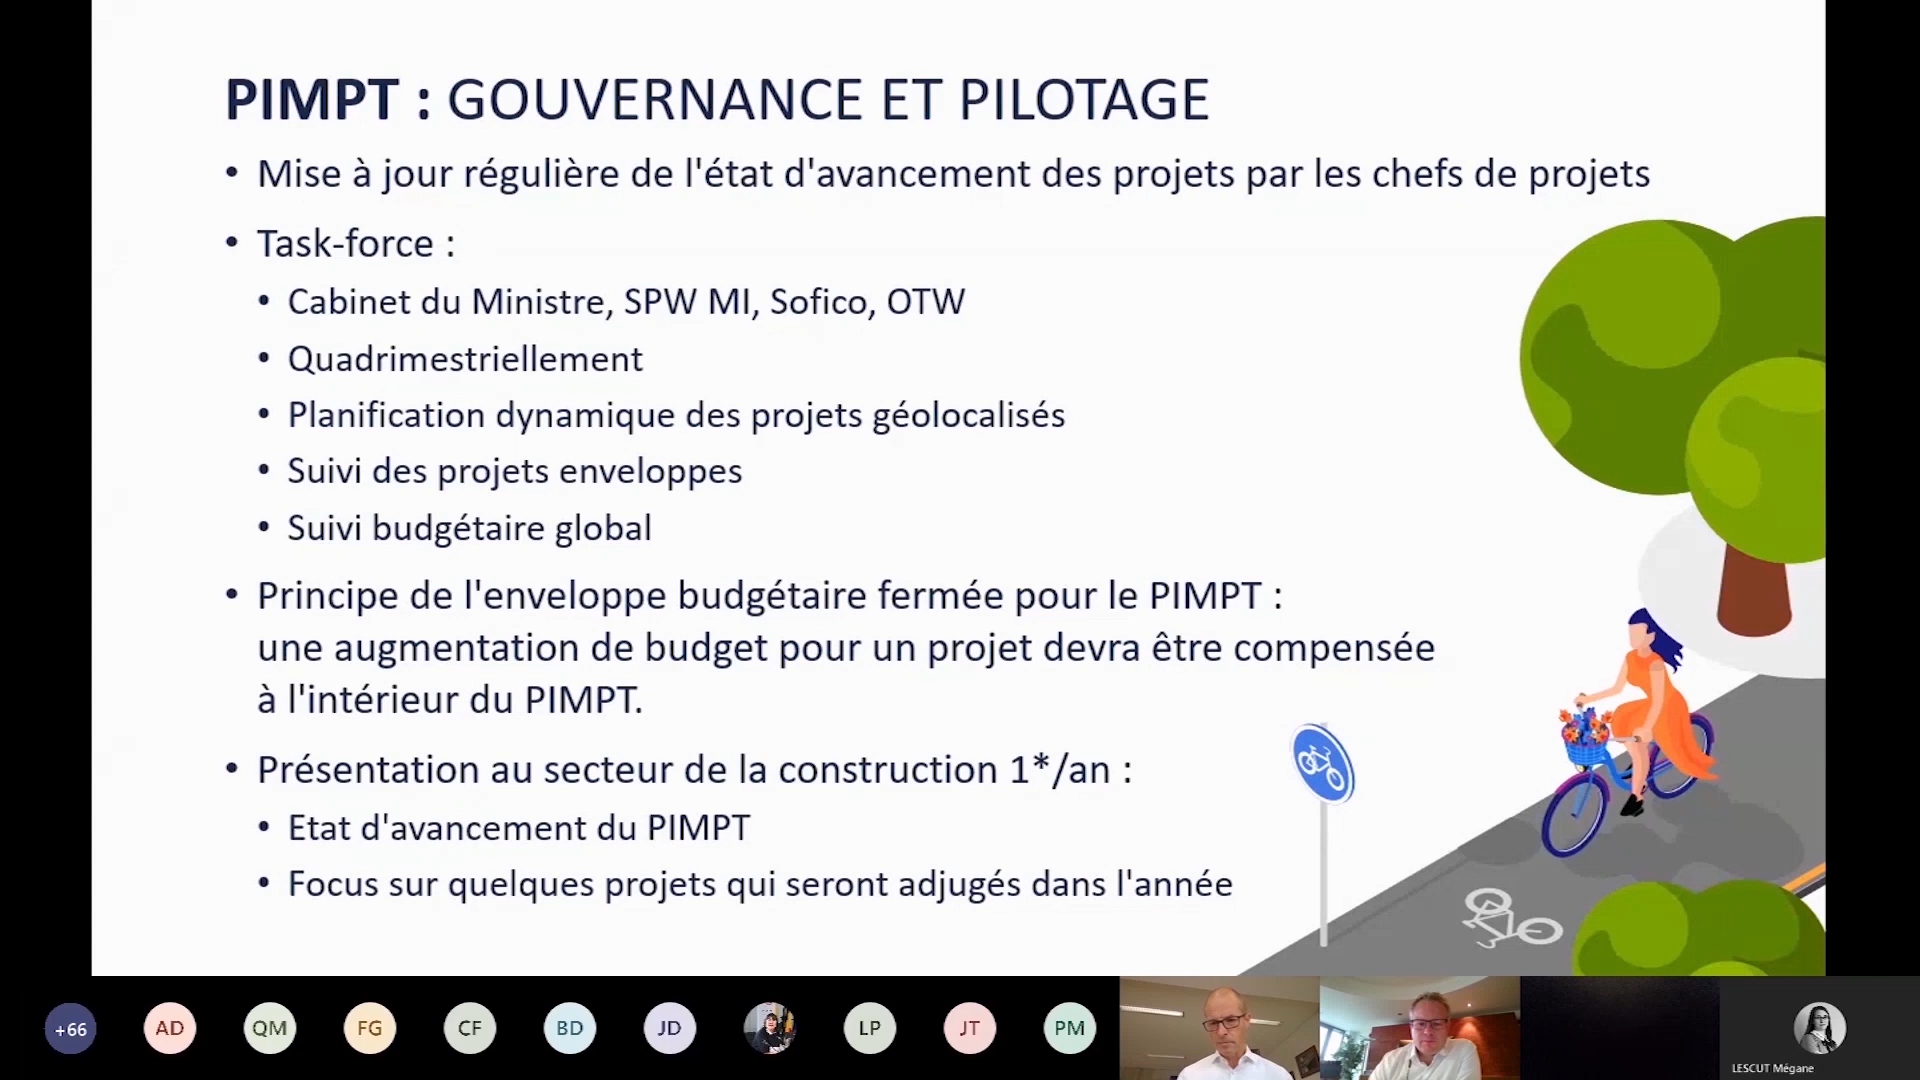 PIMPT : GOUVERNANCE ET PILOTAGE
• Mise à jour régulière de l'état d'avancement des projets par les chefs de projets
• Task-force :
• Cabinet du Ministre, SPW MI, Sofico, OTW
• Quadrimestriellement
• Planification dynamique des projets géolocalisés
• Suivi des projets enveloppes
• Suivi budgétaire global
• Principe de l'enveloppe budgétaire fermée pour le PIMPT :
une augmentation de budget pour un projet devra être compensée
à l'intérieur du PIMPT.
• Présentation au secteur de la construction 1*/an :
• Etat d'avancement du PIMPT
• Focus sur quelques projets qui seront adjugés dans l'année
+66 AD QM FG CF BD JD LP JT PM
LESCUT Mégane